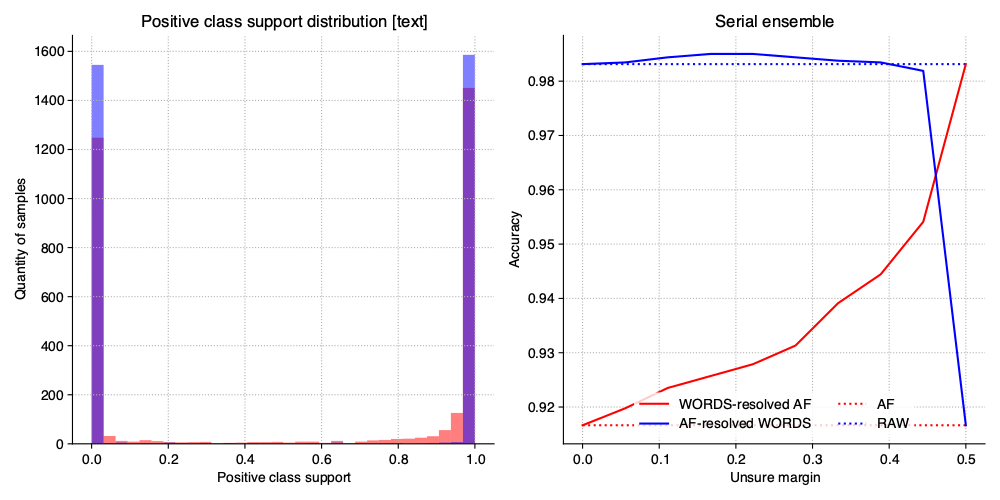 Positive class support distribution [text]
Quantity of samples
1600
1400
1200
1000
800
600
400
200
0
0.0 0.2 0.4 0.6 0.8 1.0
Positive class support
Serial ensemble
Accuracy
0.98
0.97
0.96
0.95
0.94
0.93
0.92
WORDS-resolved AF AF
AF-resolved WORDS RAW
0.0 0.1 0.2 0.3 0.4 0.5
Unsure margin